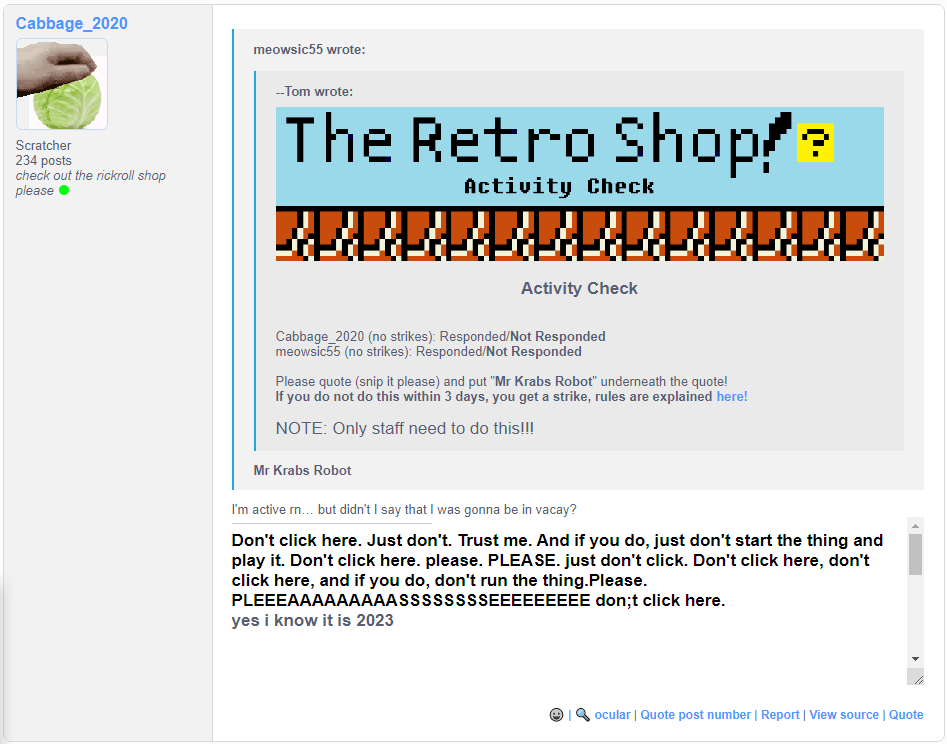 Cabbage_2020
Scratcher
234 posts
check out the rickroll shop
please
meowsic55 wrote:
--Tom wrote:
The Retro Shop! ?
Activity Check
Activity Check
Cabbage_2020 (no strikes): Responded/Not Responded
meowsic55 (no strikes): Responded/Not Responded
Please quote (snip it please) and put "Mr Krabs Robot" underneath the quote!
If you do not do this within 3 days, you get a strike, rules are explained here!
NOTE: Only staff need to do this!!!
Mr Krabs Robot
I'm active rn… but didn't I say that I was gonna be in vacay?
Don't click here. Just don't. Trust me. And if you do, just don't start the thing and
play it. Don't click here. please. PLEASE. just don't click. Don't click here, don't
click here, and if you do, don't run the thing.Please.
PLEEEAAAAAAAAASSSSSSSSEEEEEEEEEE don;t click here.
yes i know it is 2023
| ocular | Quote post number | Report | View source | Quote